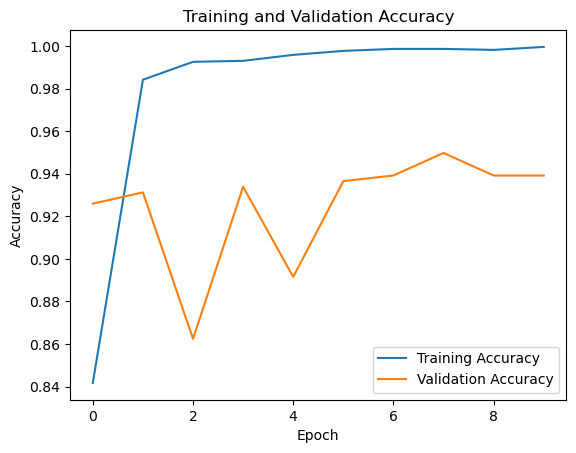 Training and Validation Accuracy
1.00
0.98
0.96
0.94
0.92
0.90
0.88
0.86
0.84
Accuracy
Training Accuracy
Validation Accuracy
0 2 4 6 8
Epoch